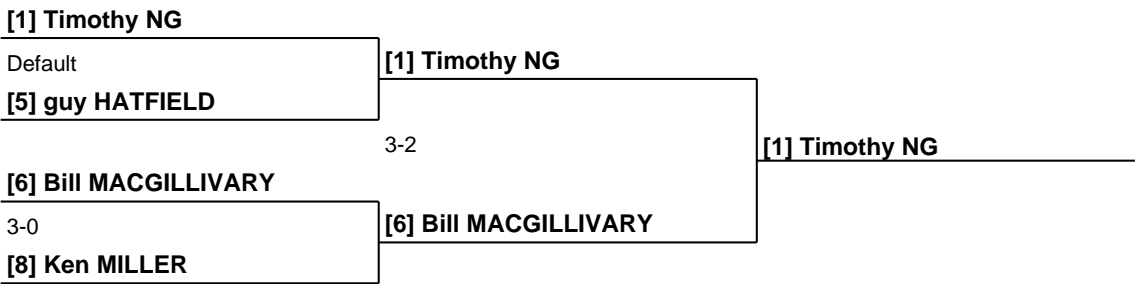 [1] Timothy NG
Default
[5] guy HATFIELD
[1] Timothy NG
3-2
[1] Timothy NG
[6] Bill MACGILLIVARY
3-0
[8] Ken MILLER
[6] Bill MACGILLIVARY